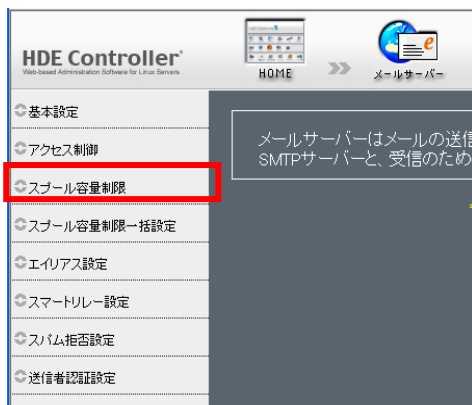 HDE Controller
Web-based Administration Software for Linux Servers
HOME
メールサーバー
基本設定
アクセス制御
スプール容量制限
スプール容量制限一括設定
エイリアス設定
スマートリレー設定
スパム拒否設定
送信者認証設定
メールサーバーはメールの送信
SMTPサーバーと、受信のため